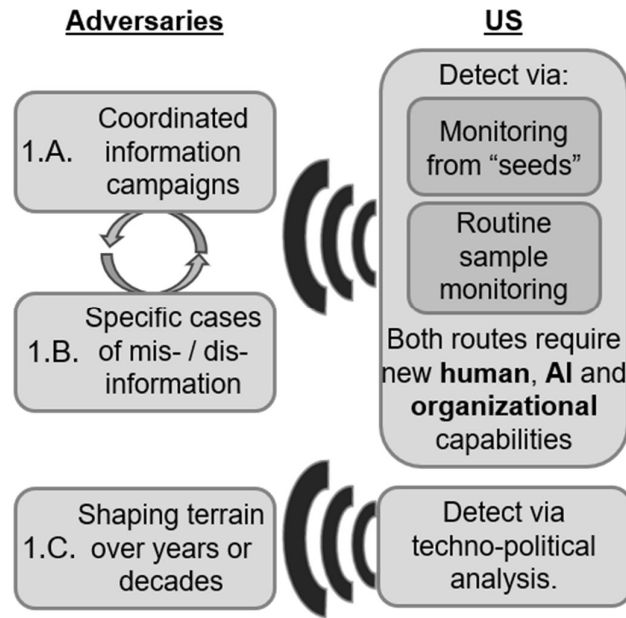 Adversaries
US
1.A.
Coordinated
information
campaigns
1.B.
Specific cases
of mis- / dis-
information
1.C.
Shaping terrain
over years or
decades
Detect via:
Monitoring
from “seeds”
Routine
sample
monitoring
Both routes require
new human, AI and
organizational
capabilities
Detect via
techno-political
analysis.